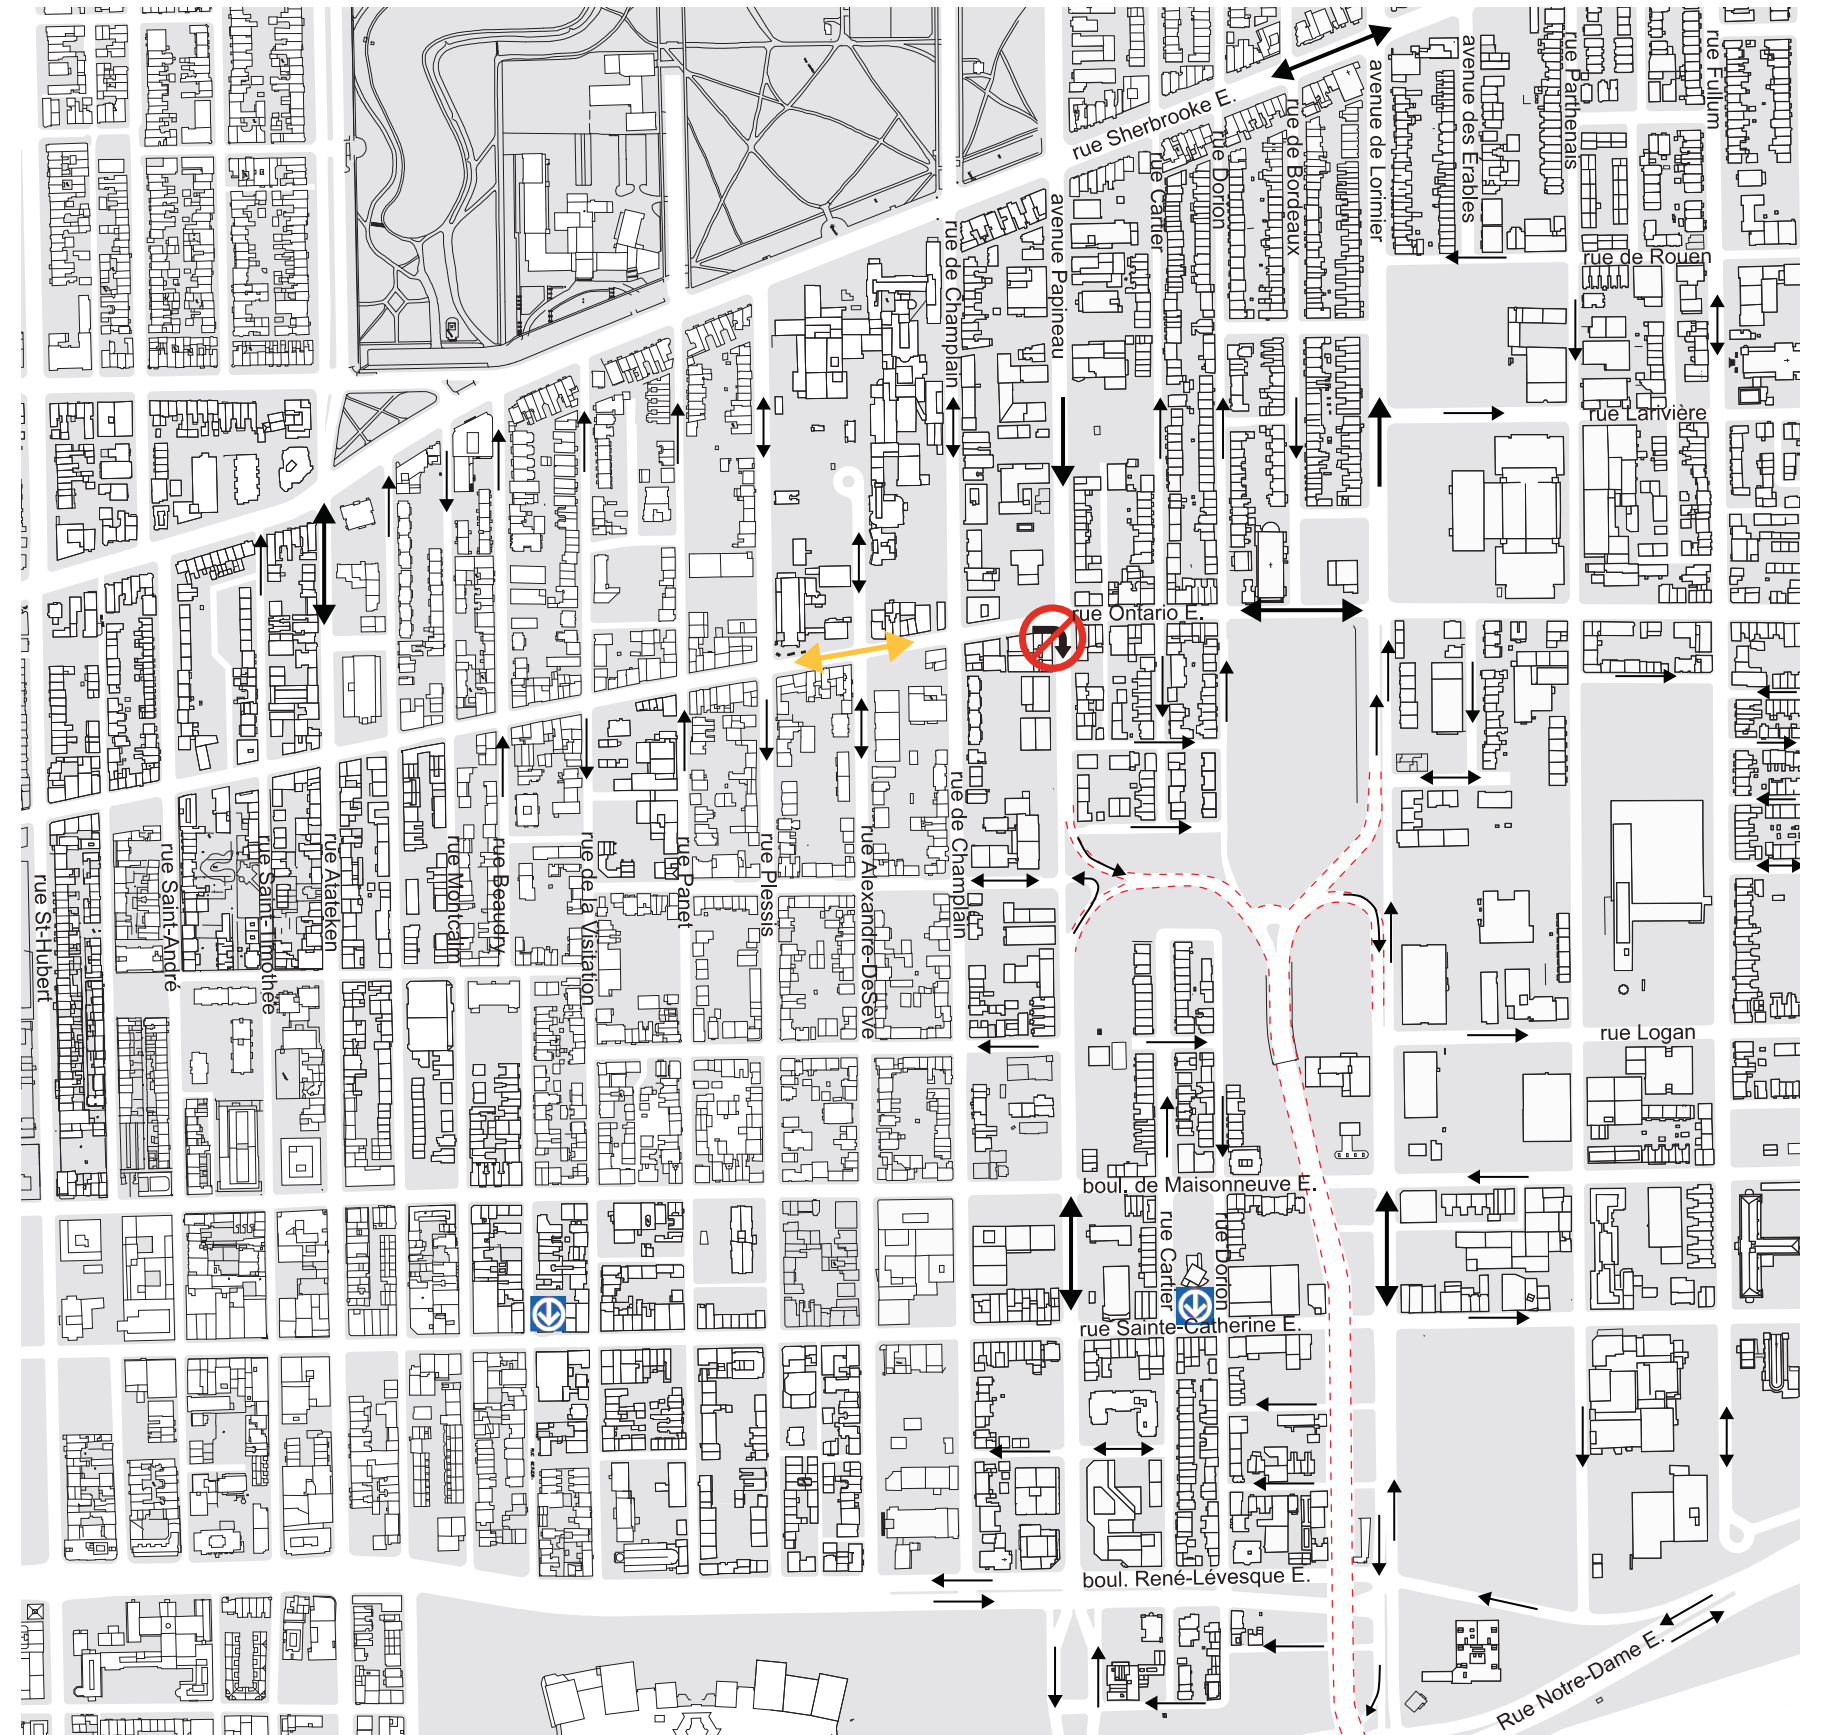 rue Sherbrooke E.
avenue de Lorimier
avenue des Érables
rue Parthenais
rue Fullum
rue de Champlain
avenue Papineau
rue Cartier
rue Dorion
rue de Bordeaux
rue de Rouen
rue Larivière
rue Ontario E.
rue St-Hubert
rue Saint-André
rue Saint-Timothée
rue Atateken
rue Montcalm
rue Beaudry
rue de la Visitation
rue Panet
rue Plessis
rue Alexandre-DeSève
rue de Champlain
rue Logan
boul. de Maisonneuve E.
rue Cartier
rue Dorion
rue Sainte-Catherine E.
boul. René-Lévesque E.
Rue Notre-Dame E.